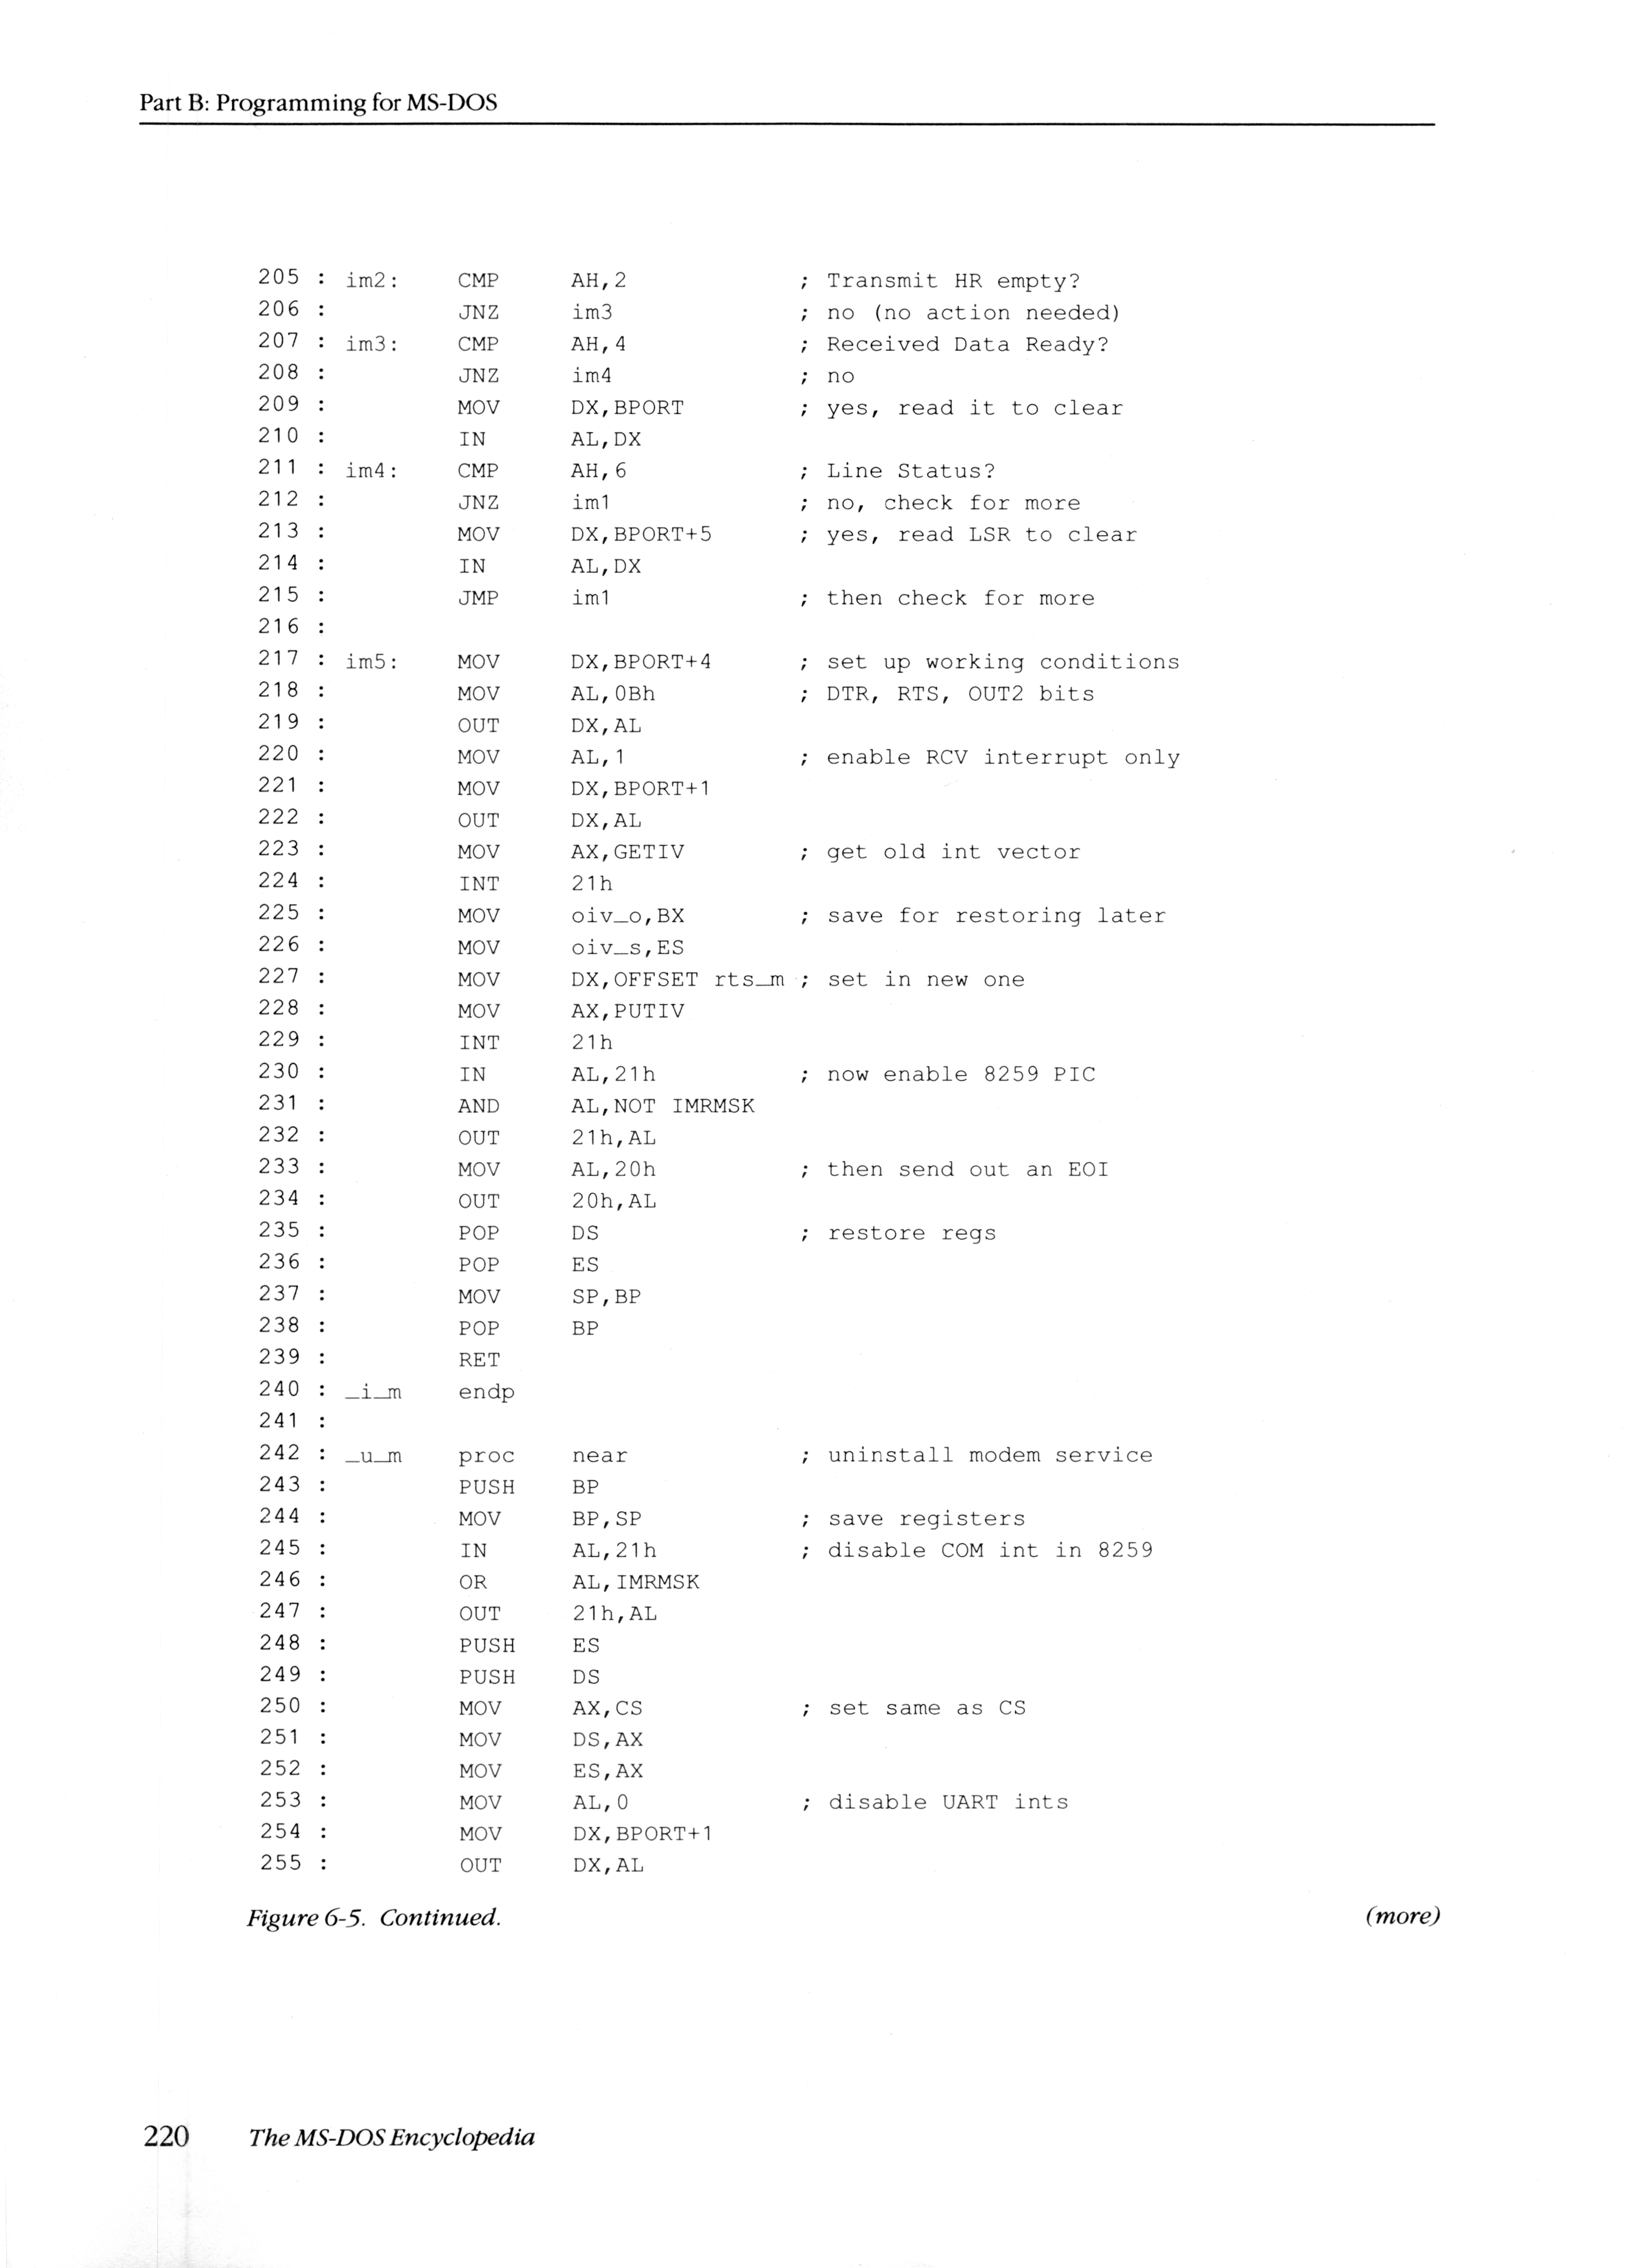 Part B: Programming for MS-DOS
205 : im2: CMP AH,2 ; Transmit HR empty?
206 : JNZ im3 ; no (no action needed)
207 : im3: CMP AH,4 ; Received Data Ready?
208 : JNZ im4 ; no
209 : MOV DX,BPORT ; yes, read it to clear
210 : IN AL,DX
211 : im4: CMP AH,6 ; Line Status?
212 : JNZ im1 ; no, check for more
213 : MOV DX,BPORT+5 ; yes, read LSR to clear
214 : IN AL,DX
215 : JMP im1 ; then check for more
216 :
217 : im5: MOV DX,BPORT+4 ; set up working conditions
218 : MOV AL,0Bh ; DTR, RTS, OUT2 bits
219 : OUT DX,AL
220 : MOV AL,1 ; enable RCV interrupt only
221 : MOV DX,BPORT+1
222 : OUT DX,AL
223 : MOV AX,GETIV ; get old int vector
224 : INT 21h
225 : MOV oiv_o,BX ; save for restoring later
226 : MOV oiv_s,ES
227 : MOV DX,OFFSET rts_m ; set in new one
228 : MOV AX,PUTIV
229 : INT 21h
230 : IN AL,21h ; now enable 8259 PIC
231 : AND AL,NOT IMRMSK
232 : OUT 21h,AL
233 : MOV AL,20h ; then send out an EOI
234 : OUT 20h,AL
235 : POP DS ; restore regs
236 : POP ES
237 : MOV SP,BP
238 : POP BP
239 : RET
240 : _i_m endp
241 :
242 : _u_m proc near ; uninstall modem service
243 : PUSH BP
244 : MOV BP,SP ; save registers
245 : IN AL,21h ; disable COM int in 8259
246 : OR AL,IMRMSK
247 : OUT 21h,AL
248 : PUSH ES
249 : PUSH DS
250 : MOV AX,CS ; set same as CS
251 : MOV DS,AX
252 : MOV ES,AX
253 : MOV AL,0 ; disable UART ints
254 : MOV DX,BPORT+1
255 : OUT DX,AL
Figure 6-5. Continued. (more)
220 The MS-DOS Encyclopedia